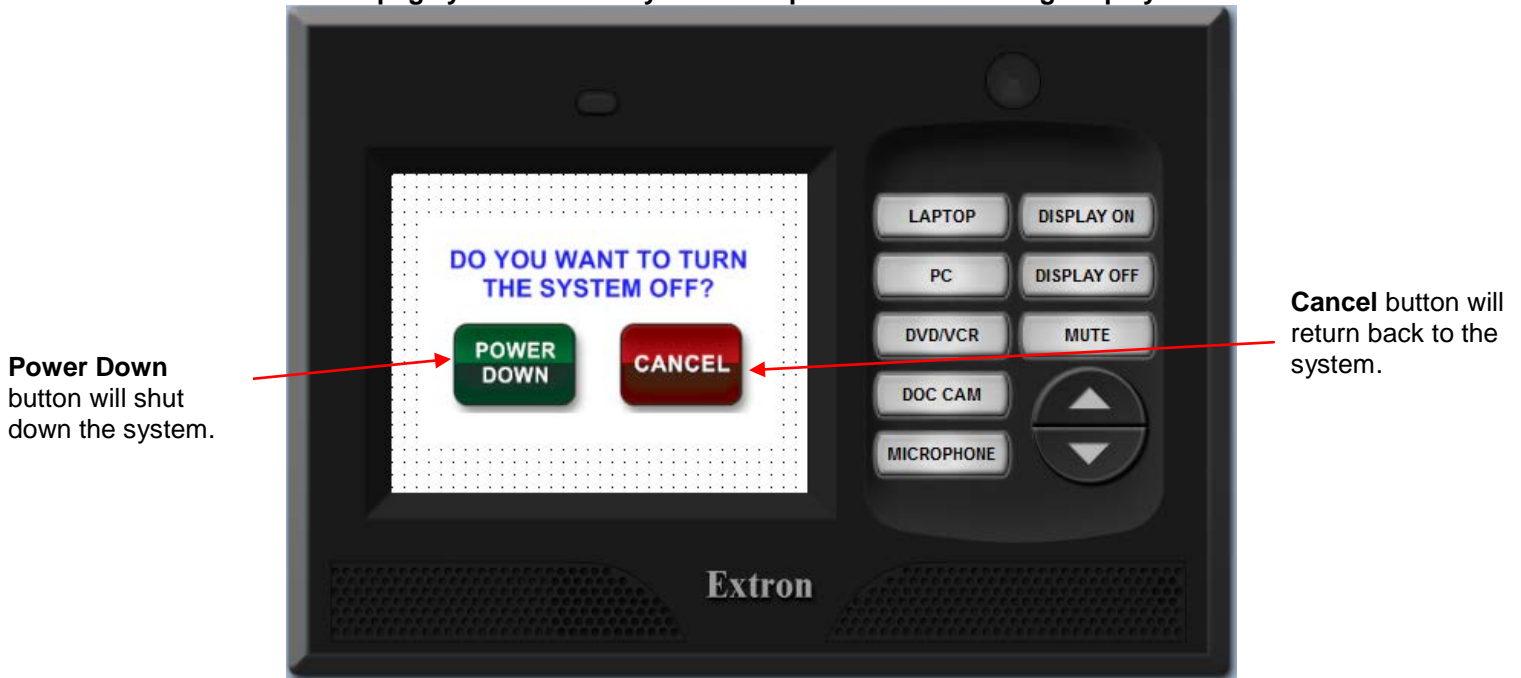 DO YOU WANT TO TURN
THE SYSTEM OFF?
POWER
DOWN
CANCEL
LAPTOP
DISPLAY ON
PC
DISPLAY OFF
DVD/VCR
MUTE
DOC CAM
MICROPHONE
Extron
Power Down
button will shut
down the system.
Cancel button will
return back to the
system.